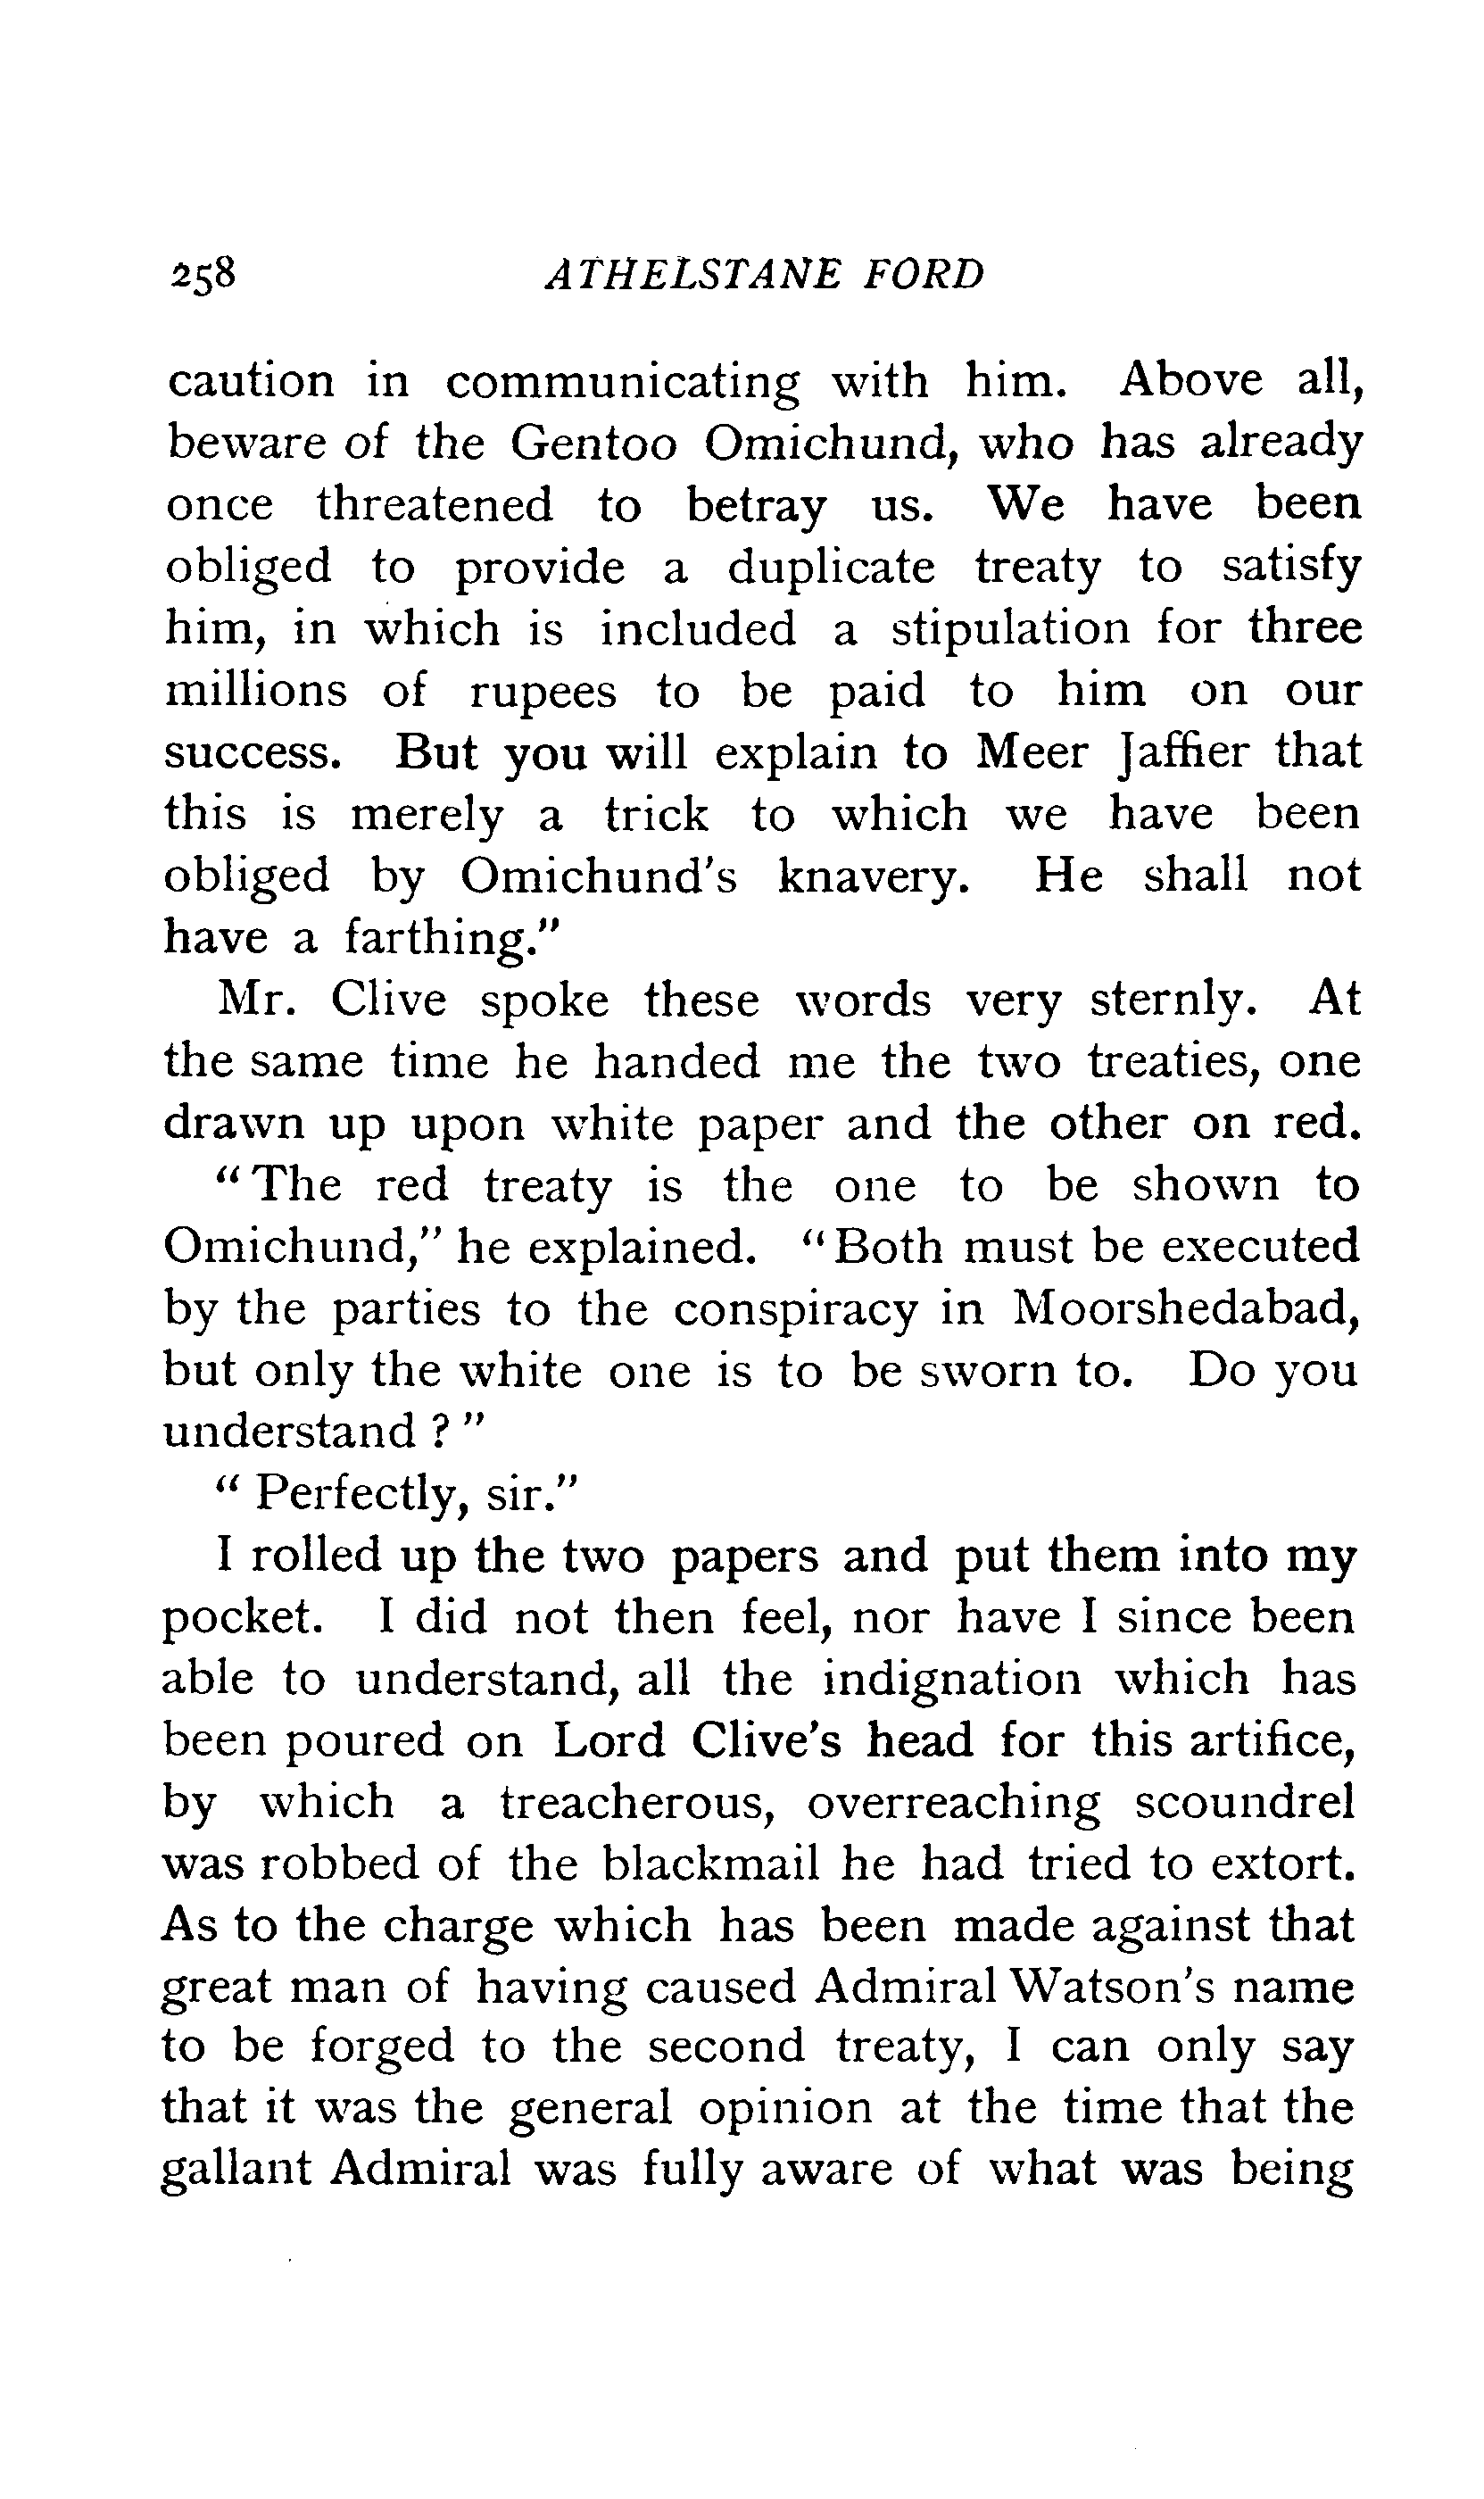 258 ATHELSTANE FORD
caution in communicating with him. Above all,
beware of the Gentoo Omichund, who has already
once threatened to betray us. We have been
obliged to provide a duplicate treaty to satisfy
him, in which is included a stipulation for three
millions of rupees to be paid to him on our
success. But you will explain to Meer Jaffier that
this is merely a trick to which we have been
obliged by Omichund's knavery. He shall not
have a farthing."
Mr. Clive spoke these words very sternly. At
the same time he handed me the two treaties, one
drawn up upon white paper and the other on red.
"The red treaty is the one to be shown to
Omichund," he explained. "Both must be executed
by the parties to the conspiracy in Moorshedabad,
but only the white one is to be sworn to. Do you
understand ? "
" Perfectly, sir."
I rolled up the two papers and put them into my
pocket. I did not then feel, nor have I since been
able to understand, all the indignation which has
been poured on Lord Clive's head for this artifice,
by which a treacherous, overreaching scoundrel
was robbed of the blackmail he had tried to extort.
As to the charge which has been made against that
great man of having caused Admiral Watson's name
to be forged to the second treaty, I can only say
that it was the general opinion at the time that the
gallant Admiral was fully aware of what was being